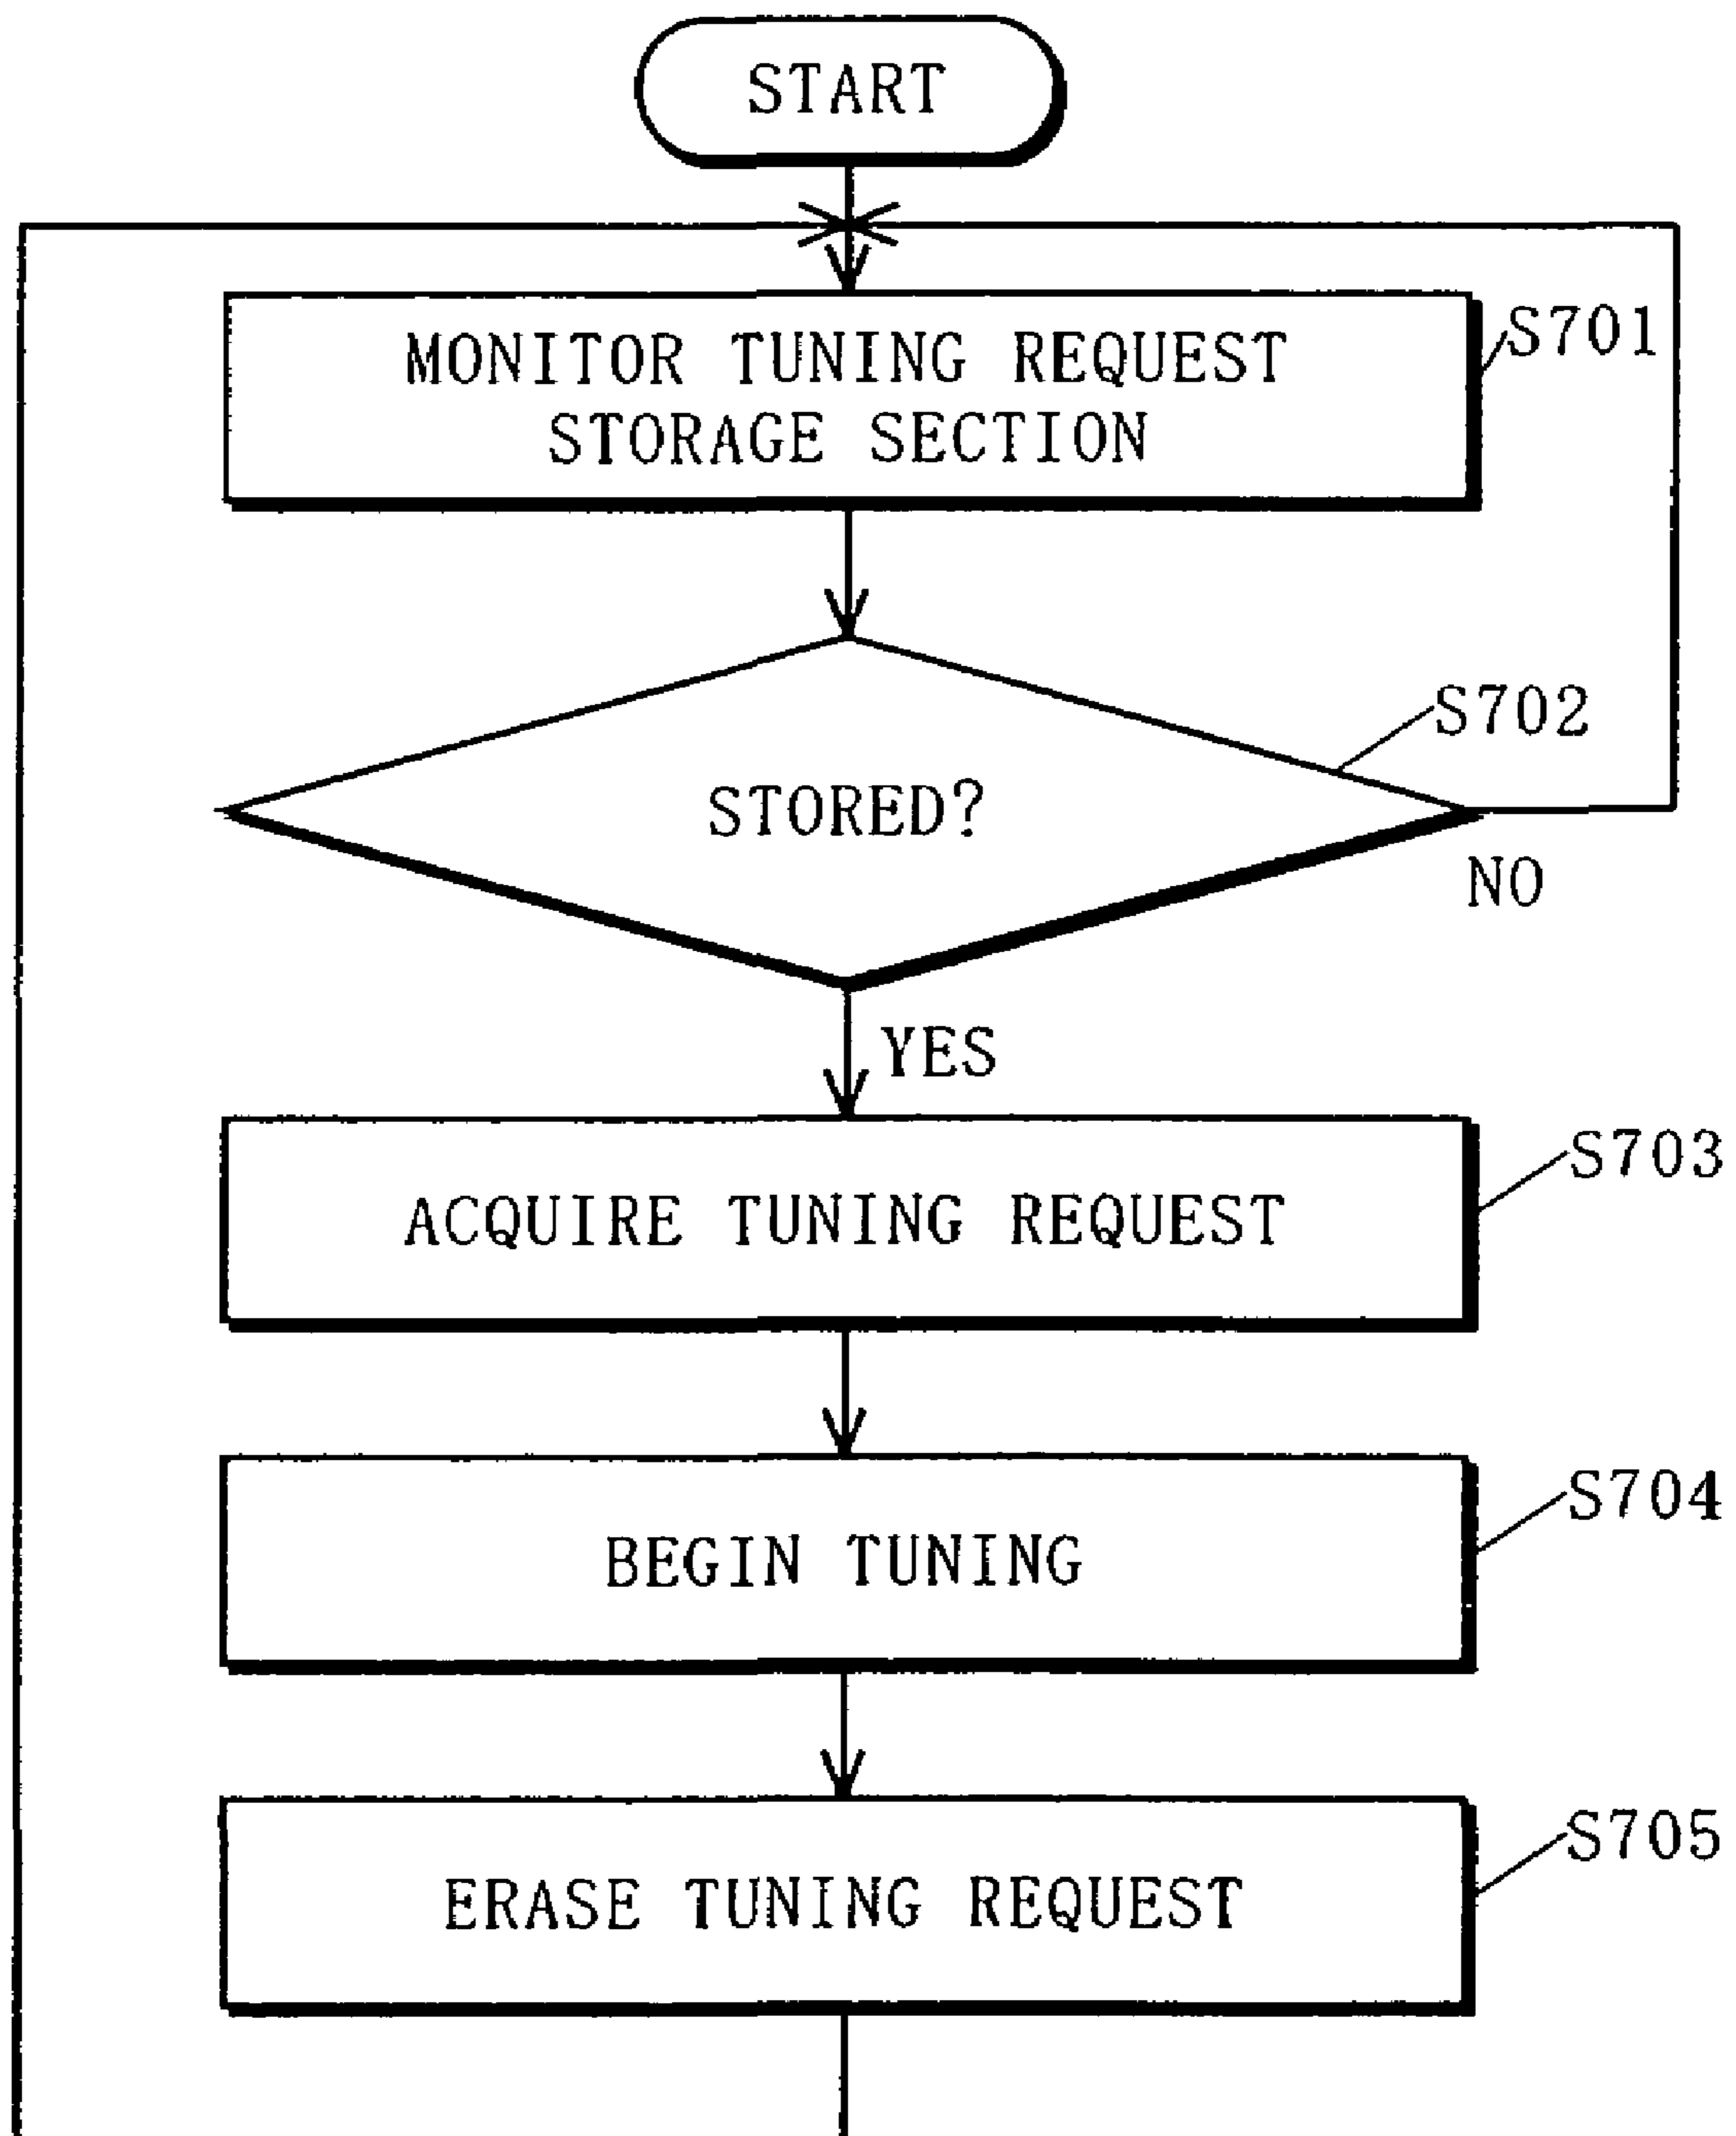 START
MONITOR TUNING REQUEST
STORAGE SECTION
S701
STORED?
S702
NO
YES
ACQUIRE TUNING REQUEST
S703
BEGIN TUNING
S704
ERASE TUNING REQUEST
S705